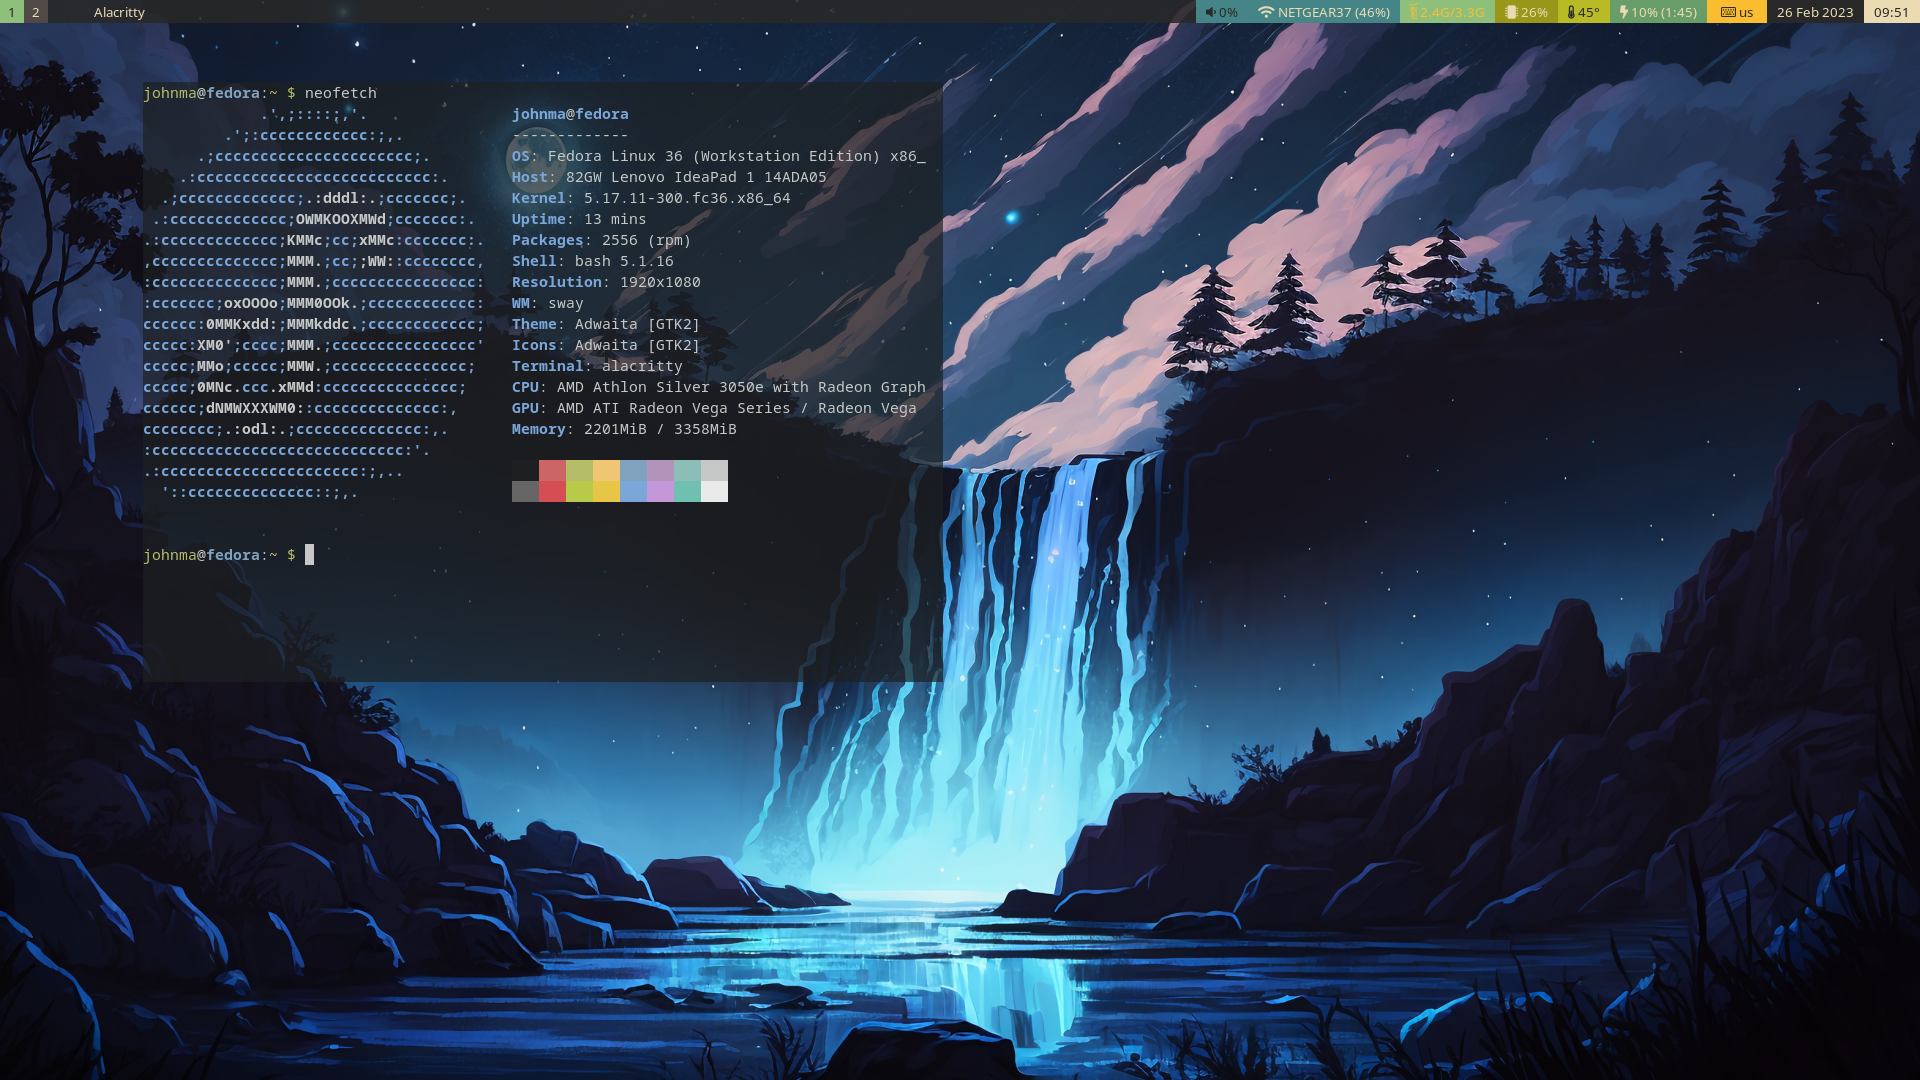 1 2 Alacritty 0% NETGEAR37 (46%) 2.4G/3.3G 26% 45° 10% (1:45) us 26 Feb 2023 09:51
johnma@fedora:~ $ neofetch
.',;::::;,'. johnma@fedora
.';:cccccccccccc:;,. -------------
.;cccccccccccccccccccccc;. OS: Fedora Linux 36 (Workstation Edition) x86_
.:cccccccccccccccccccccccccc:. Host: 82GW Lenovo IdeaPad 1 14ADA05
.;ccccccccccccc;.:dddl:.;ccccccc;. Kernel: 5.17.11-300.fc36.x86_64
.:ccccccccccccc;OWMKOOXMWd;ccccccc:. Uptime: 13 mins
.:ccccccccccccc;KMMc;cc;xMMc:ccccccc:. Packages: 2556 (rpm)
,cccccccccccccc;MMM.;cc;;WW::cccccccc, Shell: bash 5.1.16
:cccccccccccccc;MMM.;cccccccccccccccc: Resolution: 1920x1080
:ccccccc;oxOOOo;MMM0OOk.;cccccccccccc: WM: sway
cccccc:0MMKxdd:;MMMkddc.;cccccccccccc; Theme: Adwaita [GTK2]
ccccc:XM0';cccc;MMM.;cccccccccccccccc' Icons: Adwaita [GTK2]
ccccc;MMo;ccccc;MMW.;ccccccccccccccc; Terminal: alacritty
ccccc;0MNc.ccc.xMMd:ccccccccccccccc; CPU: AMD Athlon Silver 3050e with Radeon Graph
cccccc;dNMWXXXWM0::cccccccccccccc:, GPU: AMD ATI Radeon Vega Series / Radeon Vega
cccccccc;.:odl:.;cccccccccccccc:,. Memory: 2201MiB / 3358MiB
:cccccccccccccccccccccccccccc:'.
.:cccccccccccccccccccccc:;,..
'::cccccccccccccc::;,.
johnma@fedora:~ $